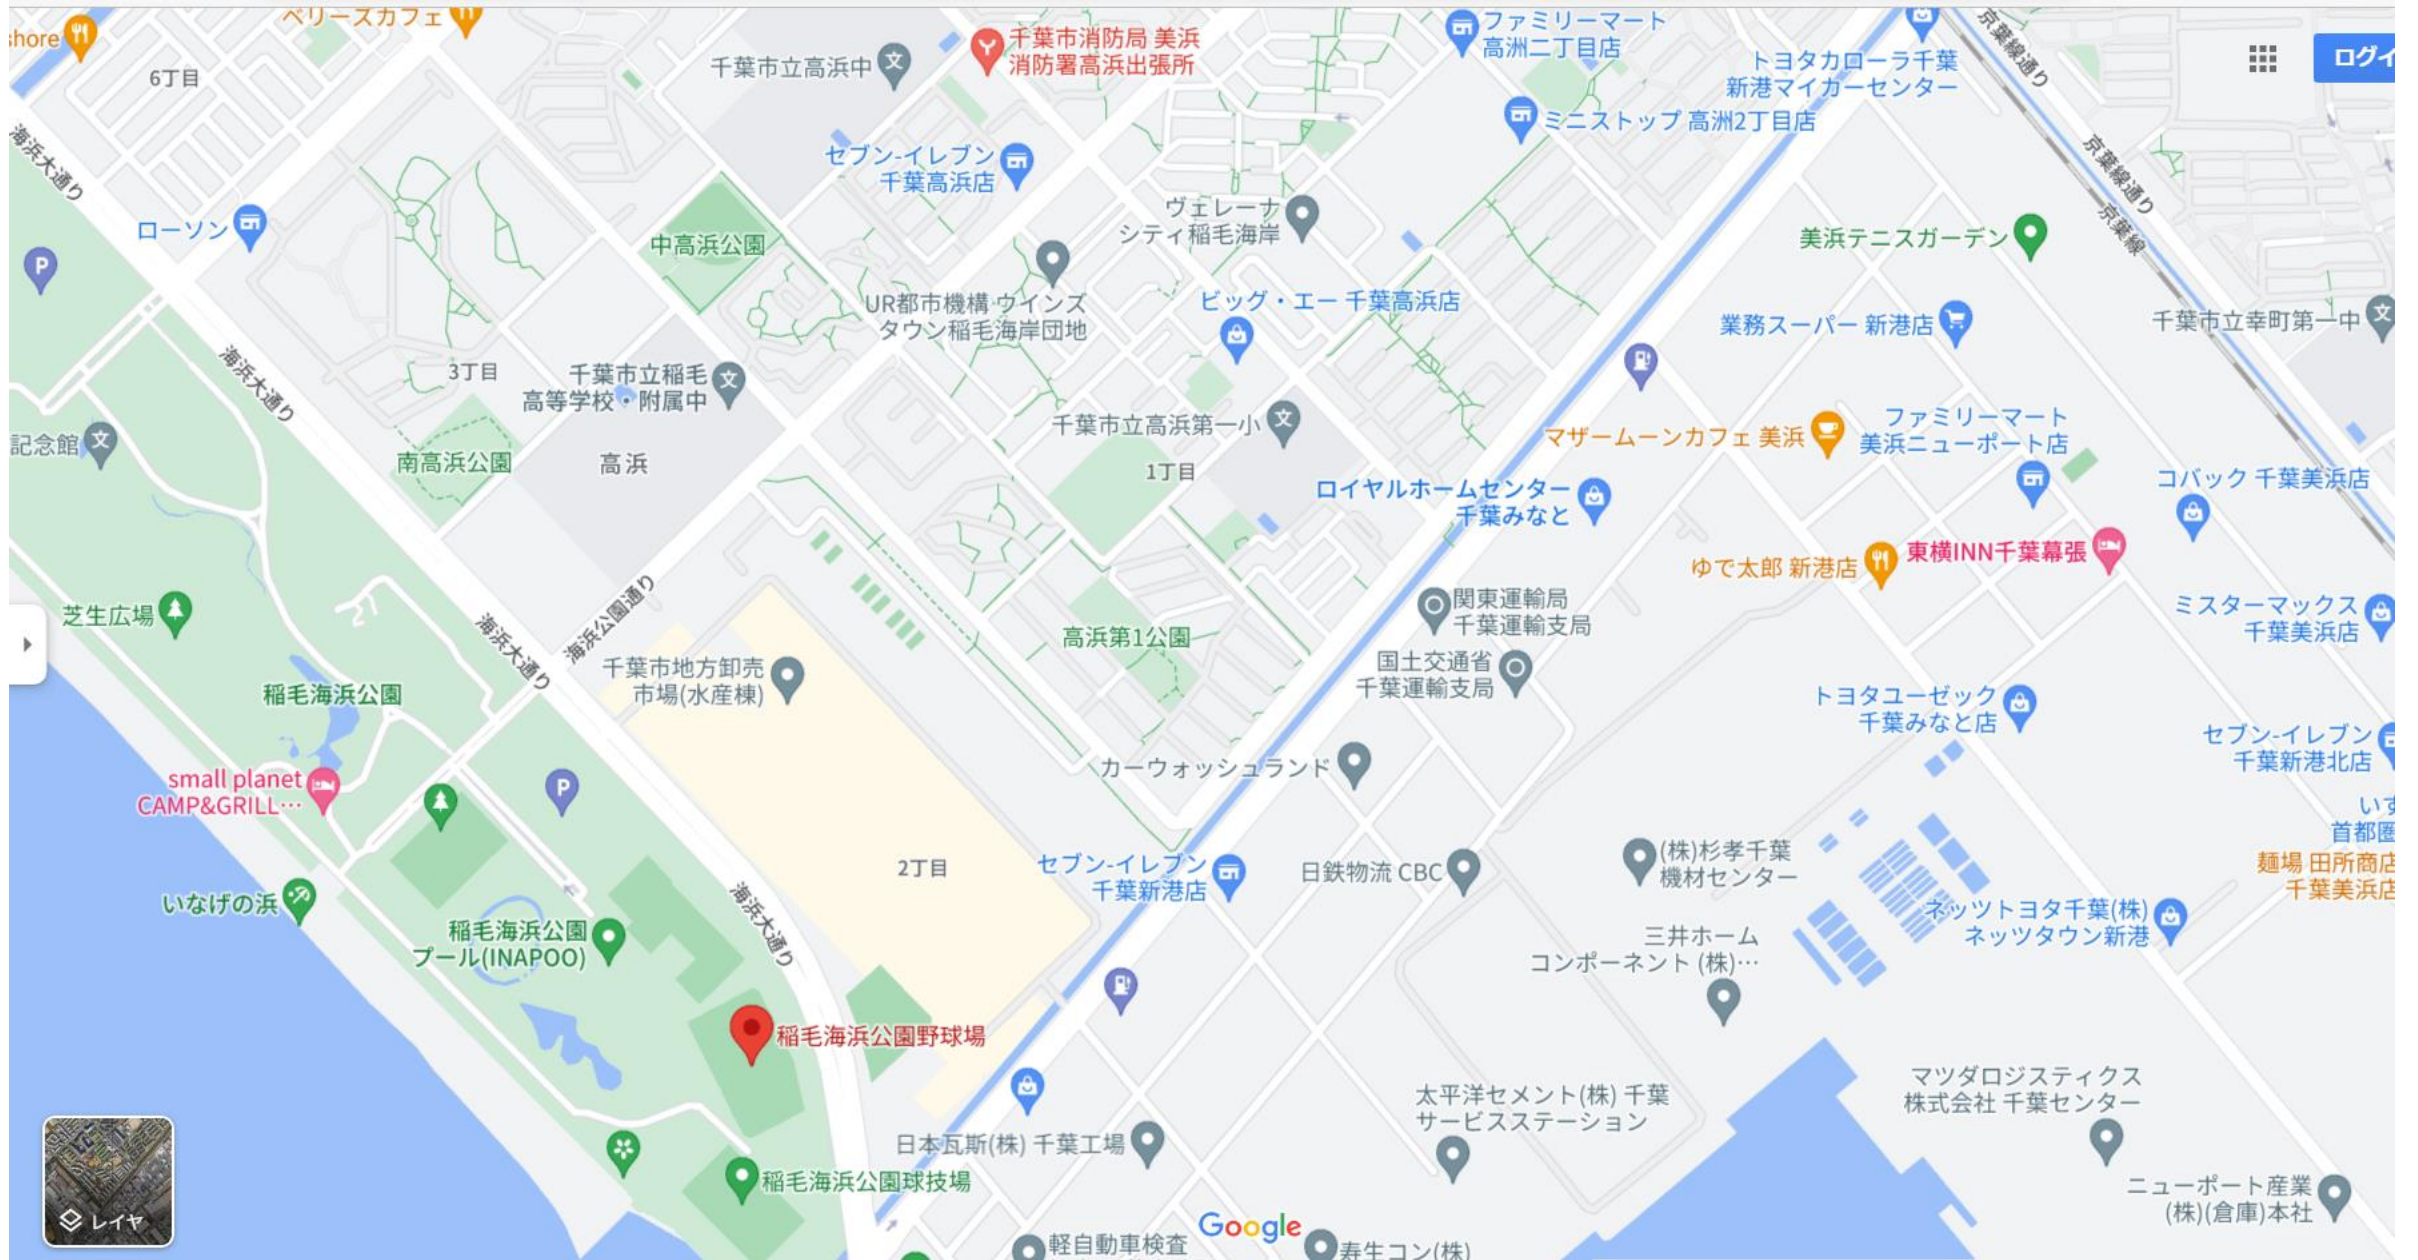 ベリーズカフェ
shore
6丁目
千葉市立高浜中
千葉市消防局 美浜
消防署高浜出張所
ファミリーマート
高洲二丁目店
トヨタカローラ千葉
新港マイカーセンター
京葉線通り
ログイ
海浜大通り
セブン-イレブン
千葉高浜店
ミニストップ 高洲2丁目店
京葉線通り
京葉線
ローソン
中高浜公園
ヴェレーナ
シティ稲毛海岸
美浜テニスガーデン
P
UR都市機構 ウインズ
タウン稲毛海岸団地
ビッグ・エー 千葉高浜店
業務スーパー 新港店
千葉市立幸町第一中
海浜大通り
3丁目
千葉市立稲毛
高等学校・附属中
千葉市立高浜第一小
マザームーンカフェ 美浜
ファミリーマート
美浜ニューポート店
記念館
南高浜公園
高浜
1丁目
ロイヤルホームセンター
千葉みなと
コバック 千葉美浜店
ゆで太郎 新港店
東横INN千葉幕張
芝生広場
海浜大通り
海浜公園通り
高浜第1公園
関東運輸局
千葉運輸支局
ミスターマックス
千葉美浜店
千葉市地方卸売
市場(水産棟)
国土交通省
千葉運輸支局
稲毛海浜公園
トヨタユーゼック
千葉みなと店
セブン-イレブン
千葉新港北店
small planet
CAMP&GRILL…
P
カーウォッシュランド
いす
首都圏
2丁目
セブン-イレブン
千葉新港店
日鉄物流 CBC
(株)杉孝千葉
機材センター
麺場 田所商店
千葉美浜店
いなげの浜
海浜大通り
稲毛海浜公園
プール(INAPOO)
三井ホーム
コンポーネント (株)…
ネッツトヨタ千葉(株)
ネッツタウン新港
稲毛海浜公園野球場
太平洋セメント(株) 千葉
サービスステーション
マツダロジスティクス
株式会社 千葉センター
日本瓦斯(株) 千葉工場
稲毛海浜公園球技場
ニューポート産業
(株)(倉庫)本社
レイヤ
Google
軽自動車検査
寿生コン(株)